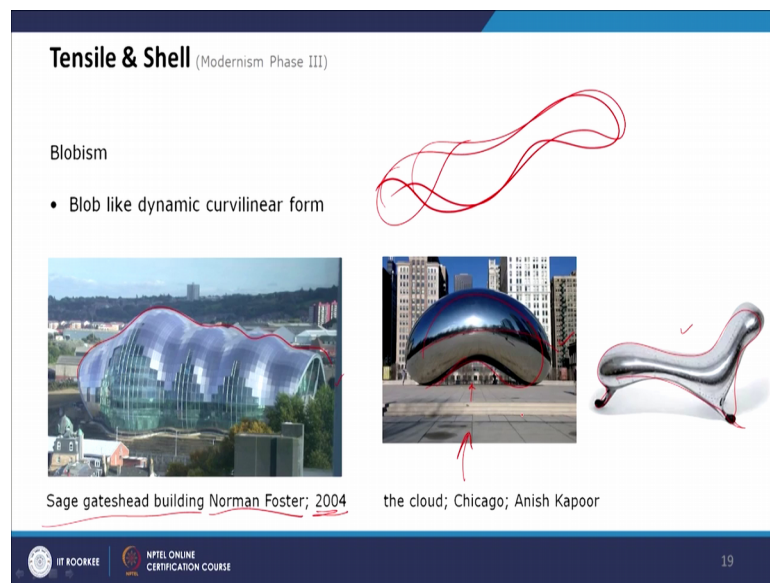 Tensile & Shell (Modernism Phase III)
Blobism
• Blob like dynamic curvilinear form
Sage gateshead building Norman Foster; 2004
the cloud; Chicago; Anish Kapoor
IIT ROORKEE
NPTEL ONLINE
CERTIFICATION COURSE
19